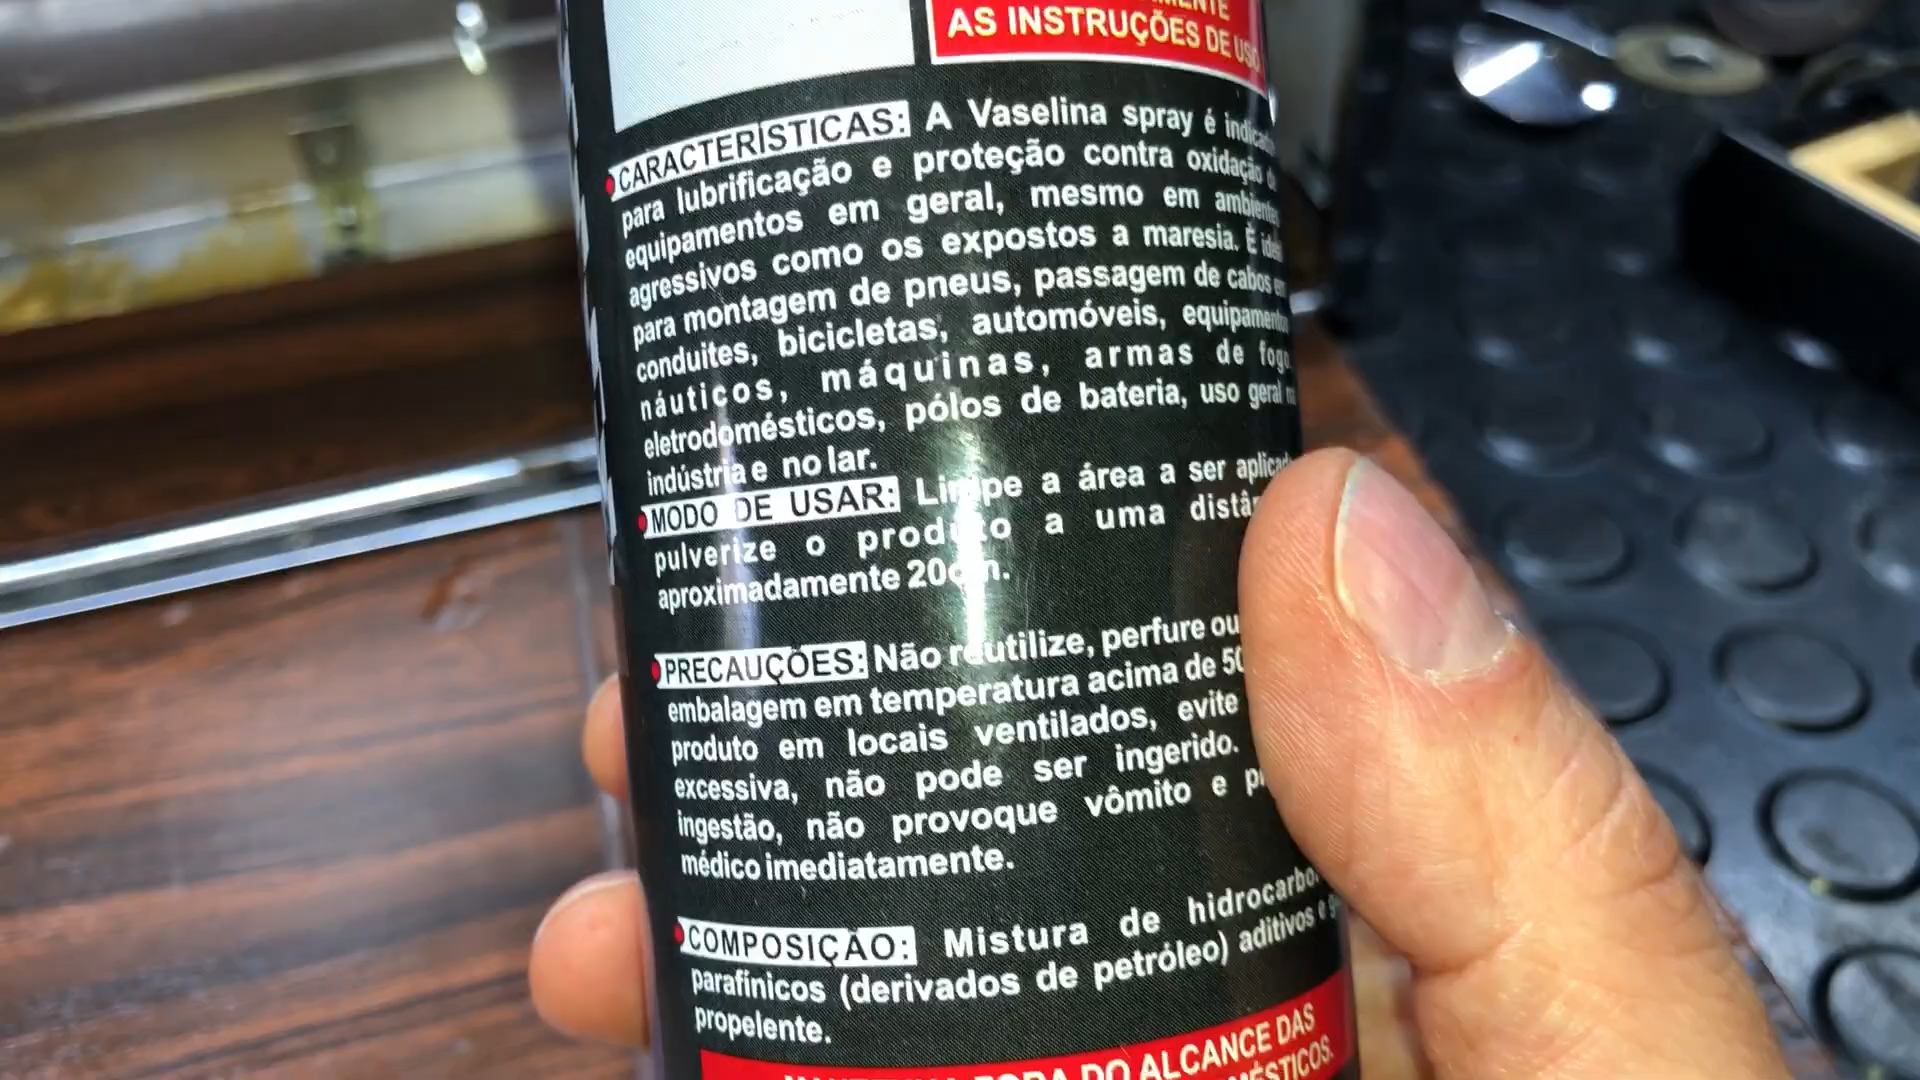 AS INSTRUÇÕES DE USO
CARACTERÍSTICAS: A Vaselina spray é
para lubrificação e proteção contra oxidação
equipamentos em geral, mesmo em
agressivos como os expostos a maresia. É
para montagem de pneus, passagem de cabos
conduites, bicicletas, automóveis,
náuticos, máquinas, armas de fogo,
eletrodomésticos, pólos de bateria, uso geral
indústria e no lar.
MODO DE USAR: Limpe a área a ser
pulverize o produto a uma
aproximadamente 20cm.
PRECAUÇÕES: Não reutilize, perfure ou
embalagem em temperatura acima de
produto em locais ventilados, evite
excessiva, não pode ser ingerido.
ingestão, não provoque vômito e
médico imediatamente.
COMPOSIÇÃO: Mistura de
parafínicos (derivados de petróleo) aditivos e
propelente.
FORA DO ALCANCE DAS